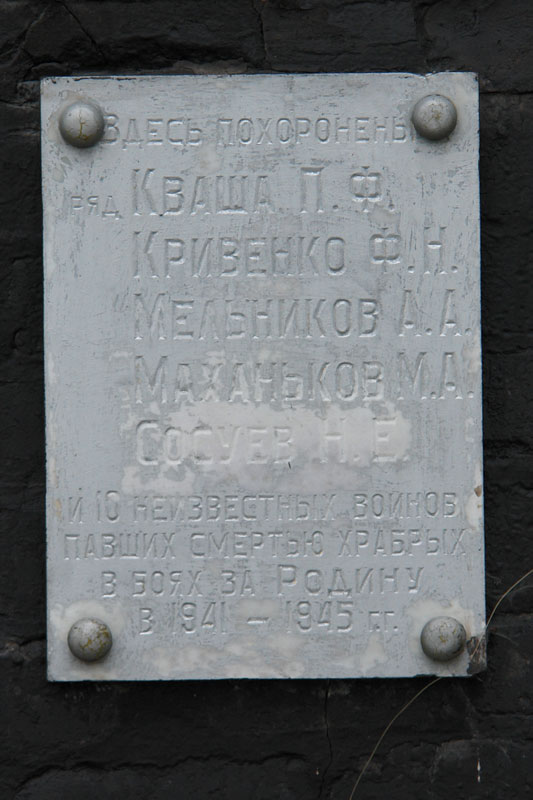 Здесь похоронены
ряд Кваша П.Ф.
Кривенко Ф.Н.
Мельников А.А.
Маханьков М.А.
Сосуев Н.Е.
и 10 неизвестных воинов,
павших смертью храбрых
в боях за Родину
в 1941 – 1945 г.г.